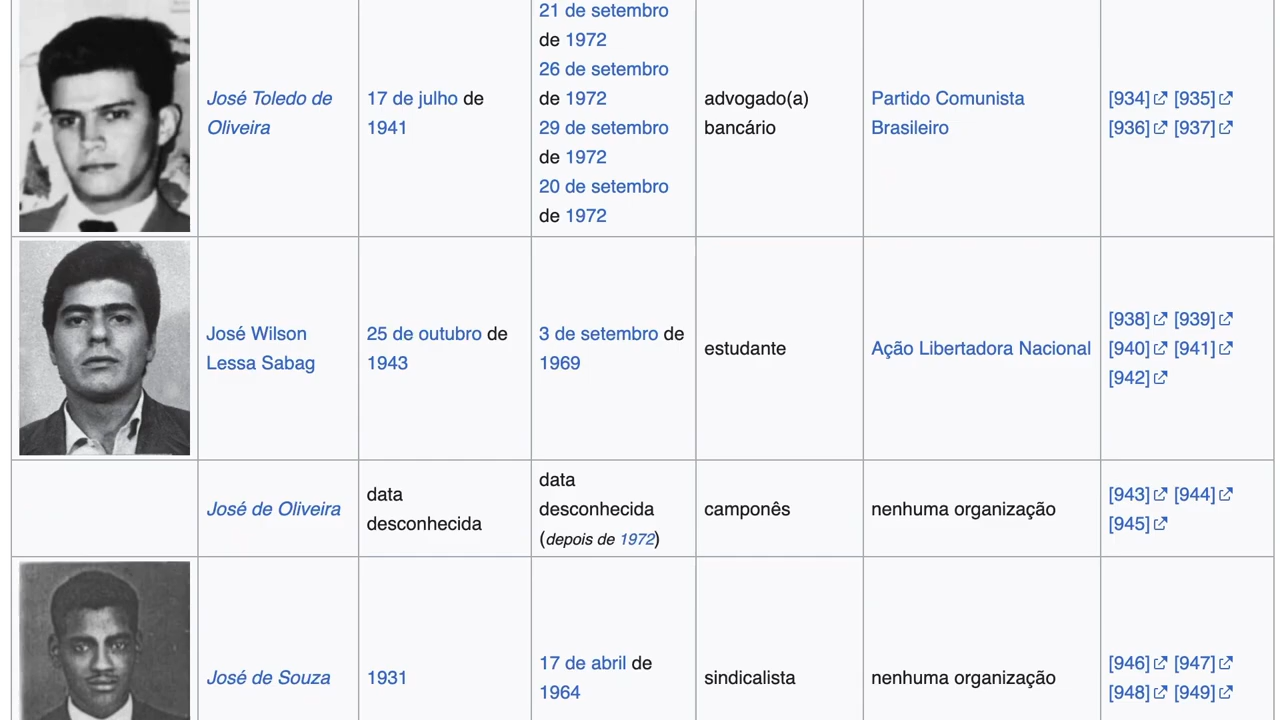 José Toledo de
Oliveira
17 de julho de
1941
21 de setembro
de 1972
26 de setembro
de 1972
29 de setembro
de 1972
20 de setembro
de 1972
advogado(a)
bancário
Partido Comunista
Brasileiro
[934] [935]
[936] [937]
José Wilson
Lessa Sabag
25 de outubro de
1943
3 de setembro de
1969
estudante
Ação Libertadora Nacional
[938] [939]
[940] [941]
[942]
José de Oliveira
data
desconhecida
data
desconhecida
(depois de 1972)
camponês
nenhuma organização
[943] [944]
[945]
José de Souza
1931
17 de abril de
1964
sindicalista
nenhuma organização
[946] [947]
[948] [949]